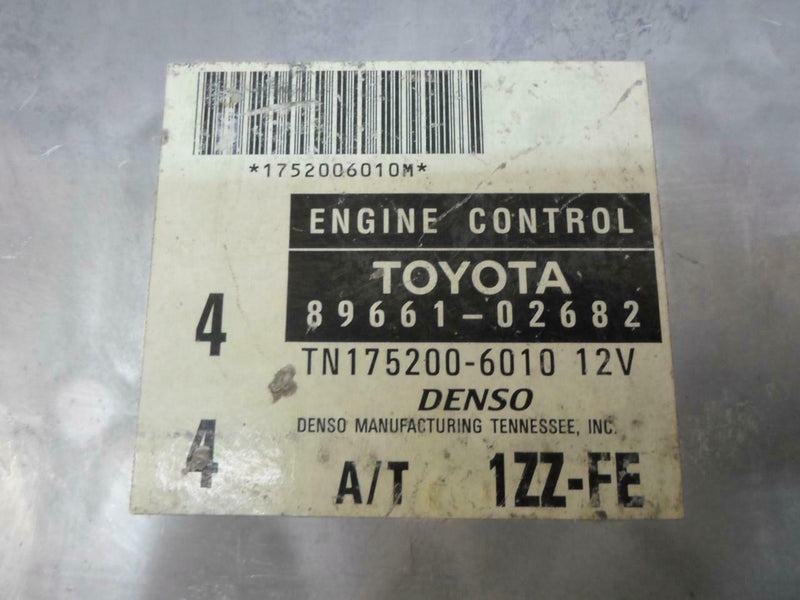 *1752006010M*
ENGINE CONTROL
TOYOTA
89661-02682
4
TN175200-6010 12V
DENSO
DENSO MANUFACTURING TENNESSEE, INC.
4
A/T 1ZZ-FE